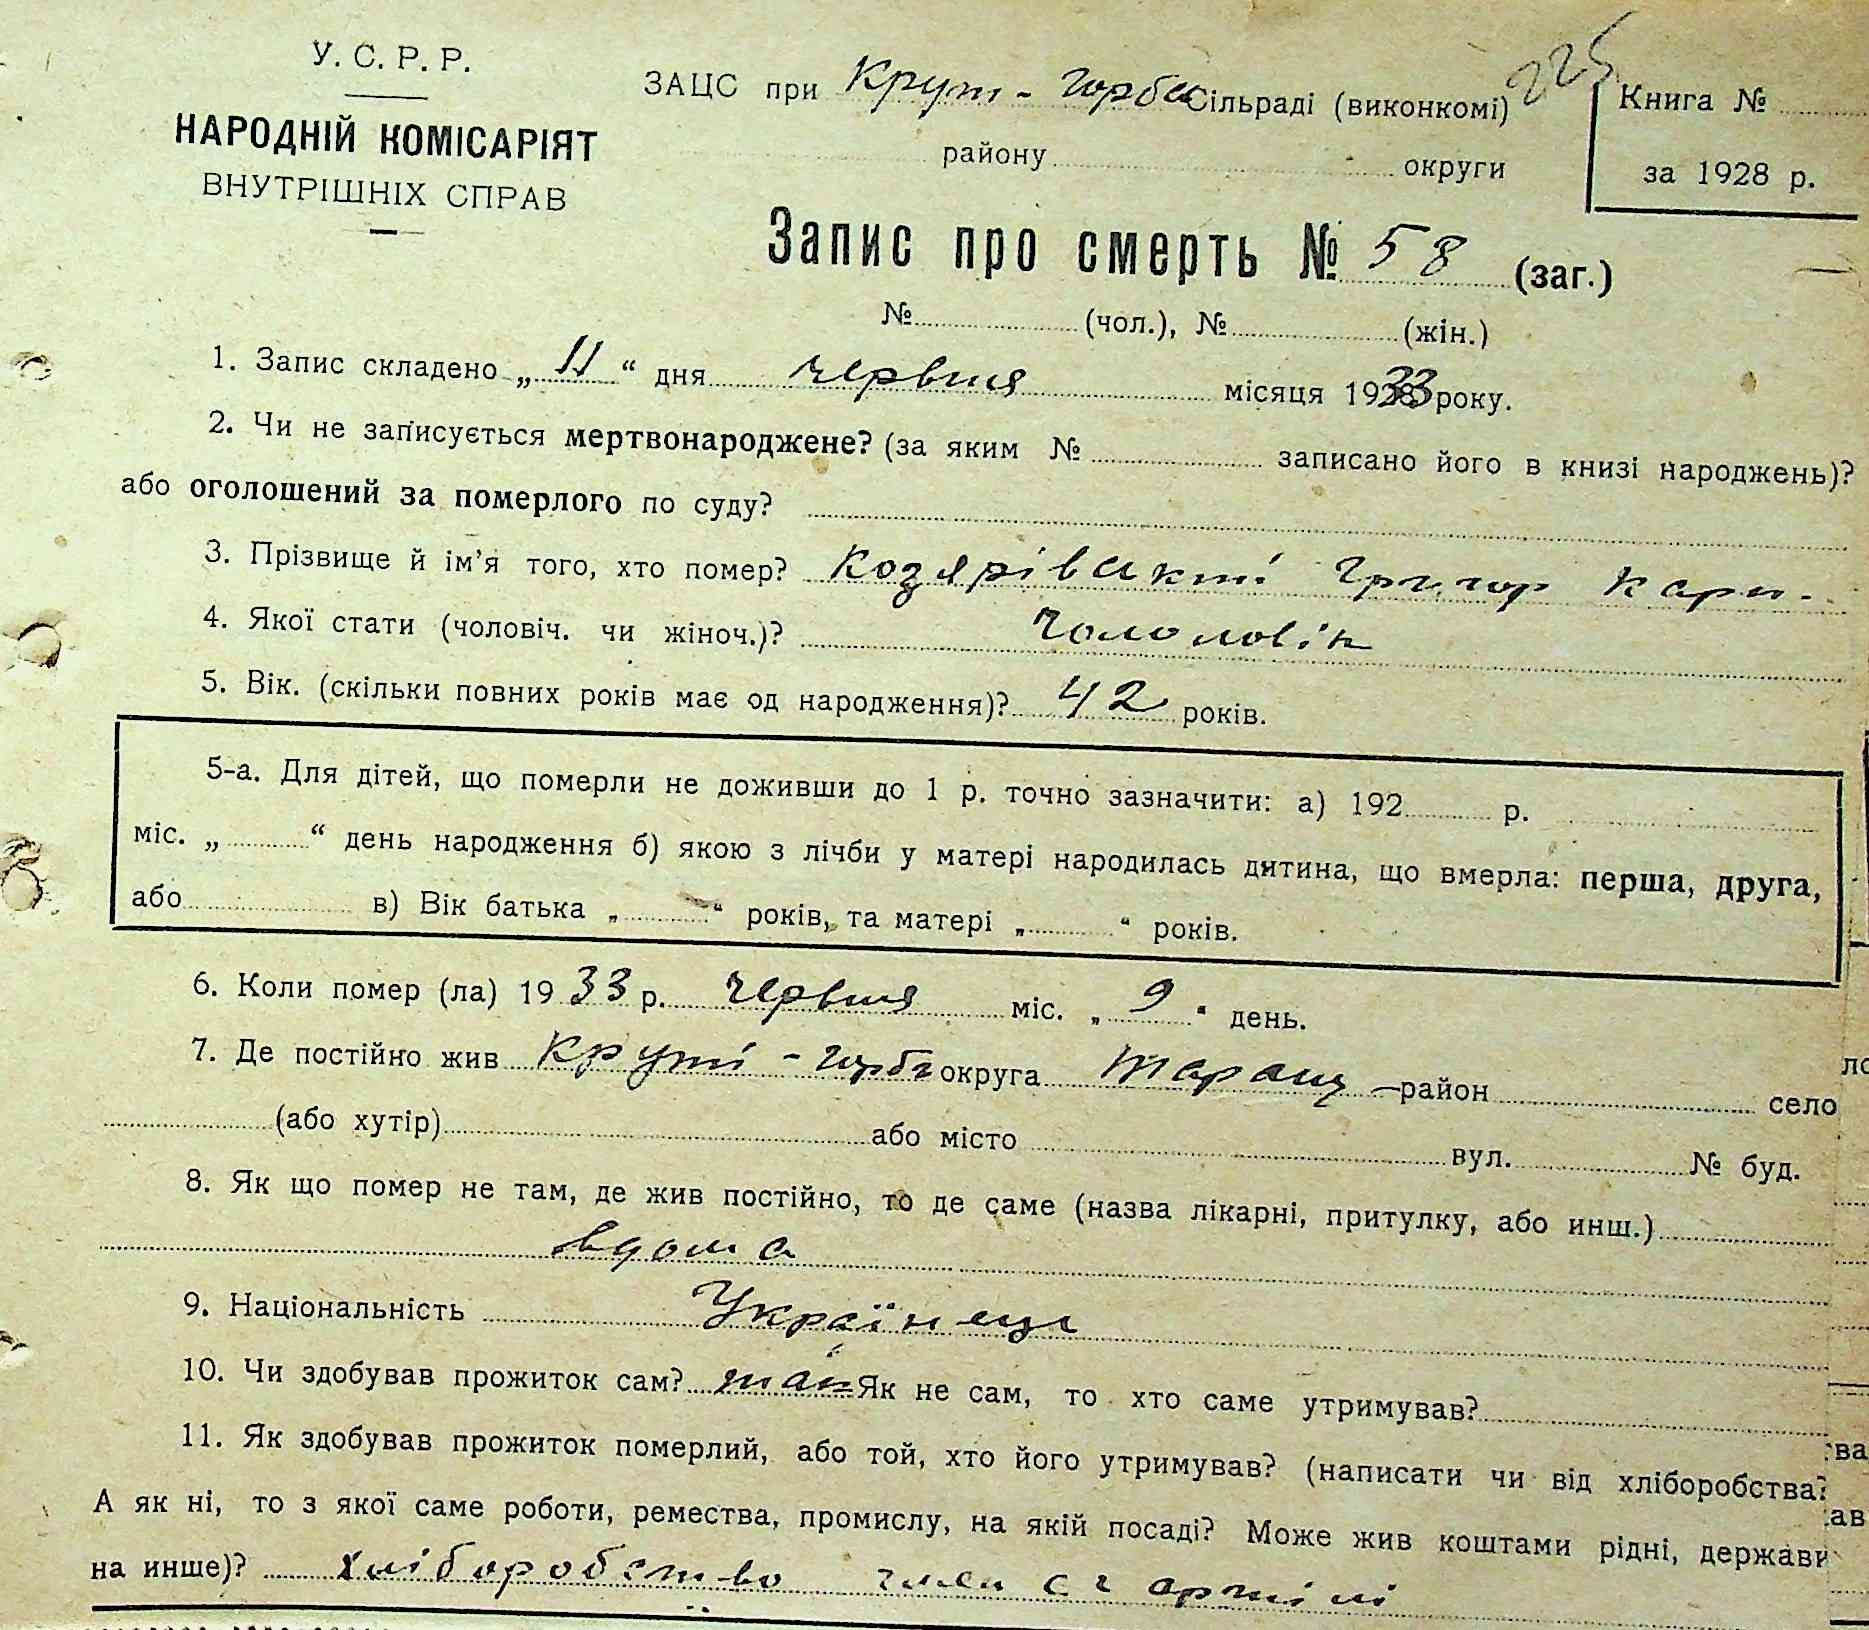 У. С. Р. Р.
НАРОДНІЙ КОМІСАРІЯТ
ВНУТРІШНІХ СПРАВ
ЗАЦС при Крут - Горби Сільраді (виконкомі)
району округи
225
Книга №
за 1928 р.
Запис про смерть № 58 (заг.)
№ (чол.), № (жін.)
1. Запис складено „ 11 “ дня червня місяця 1933 року.
2. Чи не записується мертвонароджене? (за яким № записано його в книзі народжень)?
або оголошений за померлого по суду?
3. Прізвище й ім’я того, хто помер? Григор Карп.
4. Якої стати (чоловіч. чи жіноч.)?
5. Вік. (скільки повних років має од народження)? 42 років.
5-а. Для дітей, що померли не доживши до 1 р. точно зазначити: а) 192 р.
міс. „ “ день народження б) якою з лічби у матері народилась дитина, що вмерла: перша, друга,
або в) Вік батька „ “ років, та матері „ “ років.
6. Коли помер (ла) 1933 р. червня міс. „ 9 “ день.
7. Де постійно жив Круті - Горби округа Таращ район село
(або хутір) або місто вул. № буд.
8. Як що помер не там, де жив постійно, то де саме (назва лікарні, притулку, або инш.)
вдома
9. Національність Українець
10. Чи здобував прожиток сам? так Як не сам, то хто саме утримував?
11. Як здобував прожиток померлий, або той, хто його утримував? (написати чи від хліборобства?
А як ні, то з якої саме роботи, ремества, промислу, на якій посаді? Може жив коштами рідні, держави
на инше)? хліборобство член с г артілі